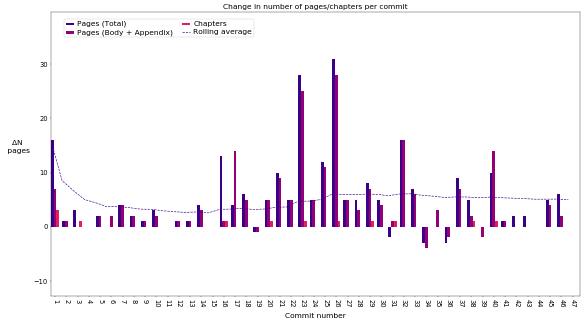 Change in number of pages/chapters per commit
Pages (Total)
Pages (Body + Appendix)
Chapters
Rolling average
30
20
10
0
−10
ΔN
pages
1 2 3 4 5 6 7 8 9 10 11 12 13 14 15 16 17 18 19 20 21 22 23 24 25 26 27 28 29 30 31 32 33 34 35 36 37 38 39 40 41 42 43 44 45 46 47
Commit number